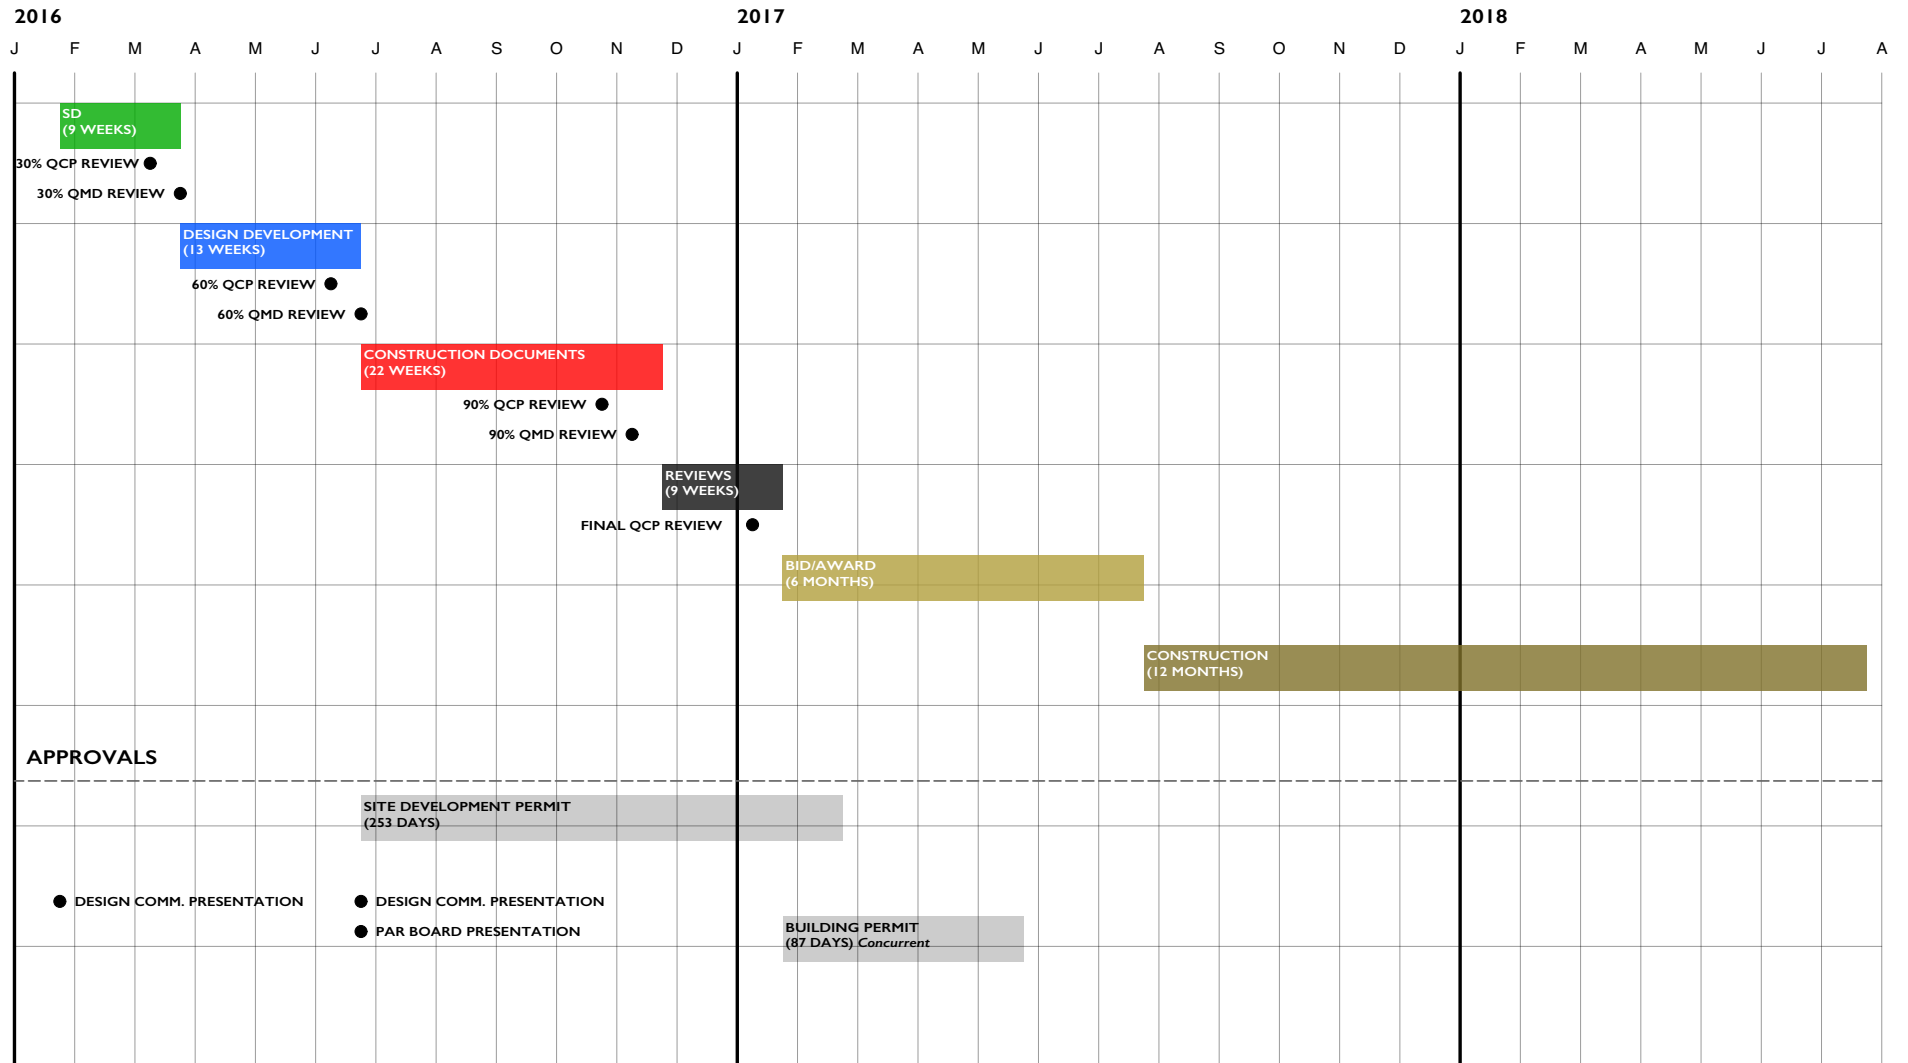 2016 2017 2018
J F M A M J J A S O N D J F M A M J J A S O N D J F M A M J J A
SD
(9 WEEKS)
30% QCP REVIEW
30% QMD REVIEW
DESIGN DEVELOPMENT
(13 WEEKS)
60% QCP REVIEW
60% QMD REVIEW
CONSTRUCTION DOCUMENTS
(22 WEEKS)
90% QCP REVIEW
90% QMD REVIEW
REVIEWS
(9 WEEKS)
FINAL QCP REVIEW
BID/AWARD
(6 MONTHS)
CONSTRUCTION
(12 MONTHS)
APPROVALS
SITE DEVELOPMENT PERMIT
(253 DAYS)
DESIGN COMM. PRESENTATION
DESIGN COMM. PRESENTATION
PAR BOARD PRESENTATION
BUILDING PERMIT
(87 DAYS) Concurrent